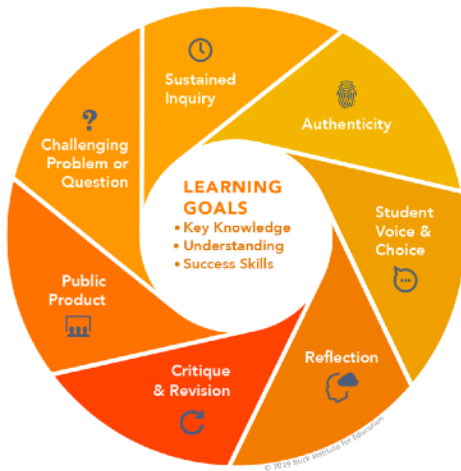 Sustained
Inquiry
Authenticity
?
Challenging
Problem or
Question
LEARNING
GOALS
• Key Knowledge
• Understanding
• Success Skills
Student
Voice &
Choice
Public
Product
Critique
& Revision
Reflection
© 2019 Buck Institute for Education